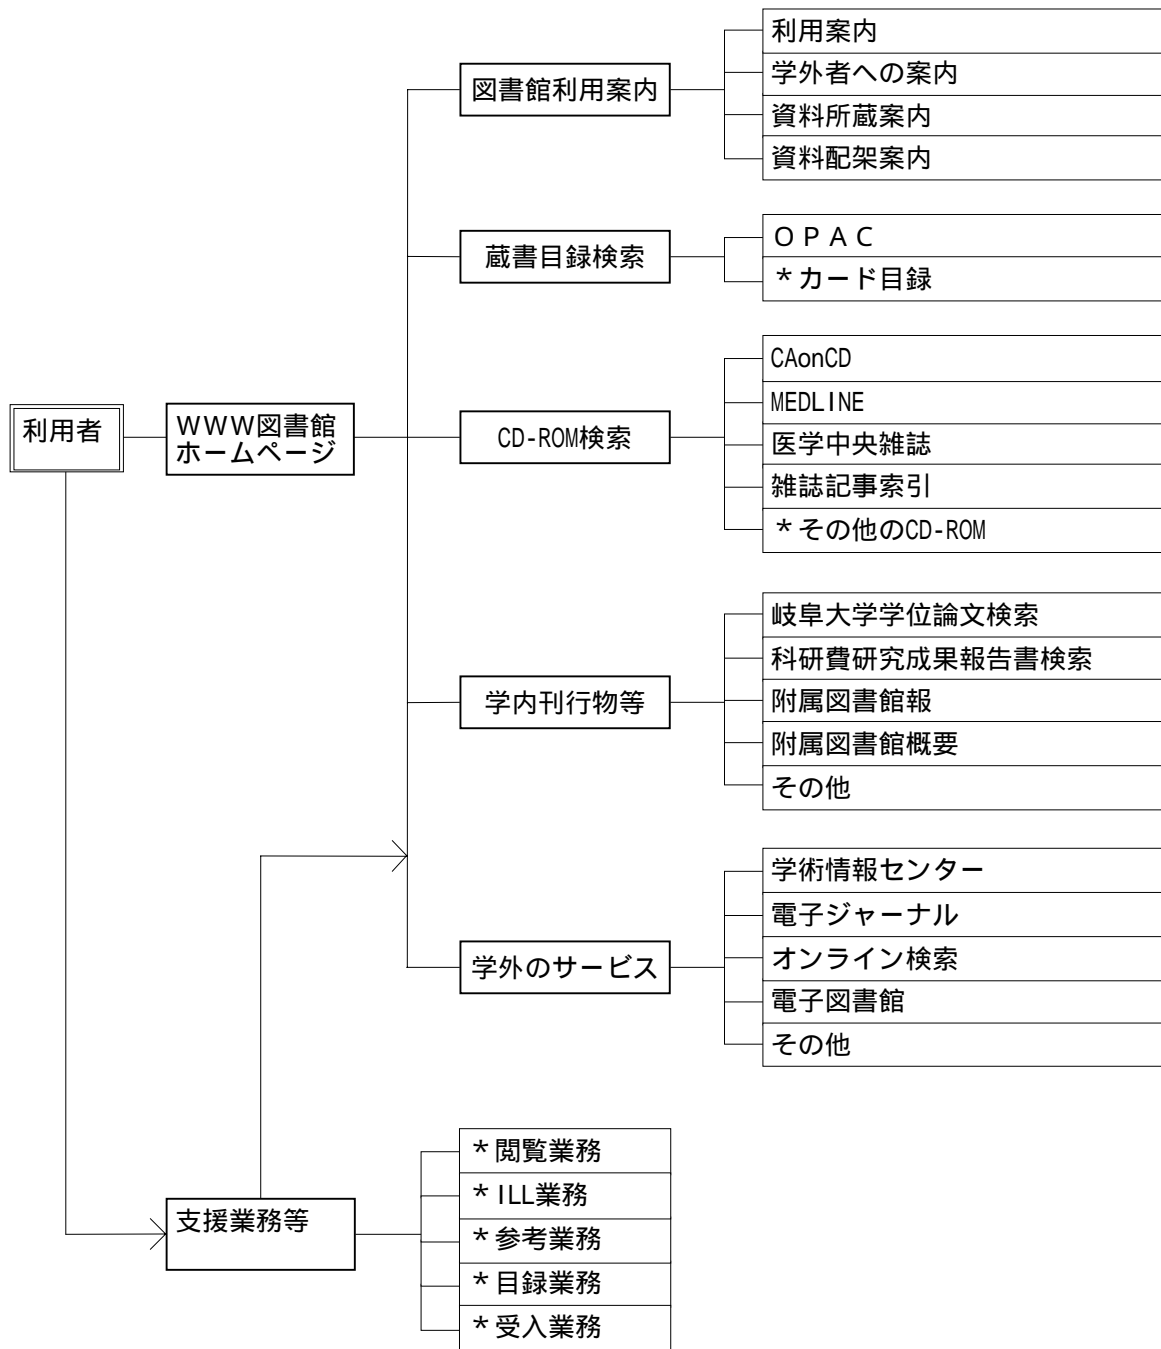 利用者
WWW図書館
ホームページ
図書館利用案内
利用案内
学外者への案内
資料所蔵案内
資料配架案内
蔵書目録検索
OPAC
*カード目録
CD-ROM検索
CAonCD
MEDLINE
医学中央雑誌
雑誌記事索引
*その他のCD-ROM
学内刊行物等
岐阜大学学位論文検索
科研費研究成果報告書検索
附属図書館報
附属図書館概要
その他
学外のサービス
学術情報センター
電子ジャーナル
オンライン検索
電子図書館
その他
支援業務等
*閲覧業務
*ILL業務
*参考業務
*目録業務
*受入業務